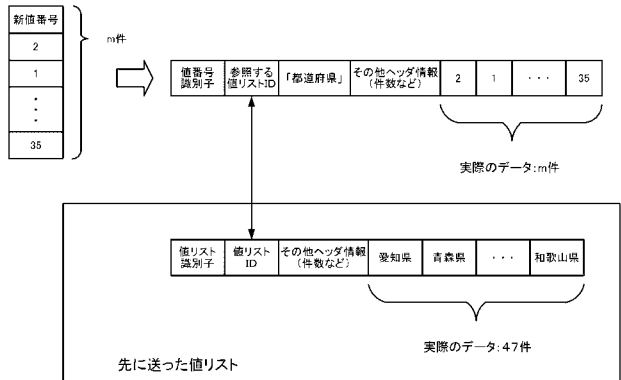 新値番号
2
1
・
・
・
35
m件
値番号
識別子
参照する
値リストID
「都道府県」
その他ヘッダ情報
(件数など)
2
1
・・・
35
実際のデータ:m件
値リスト
識別子
値リスト
ID
その他ヘッダ情報
(件数など)
愛知県
青森県
・・・
和歌山県
実際のデータ:47件
先に送った値リスト